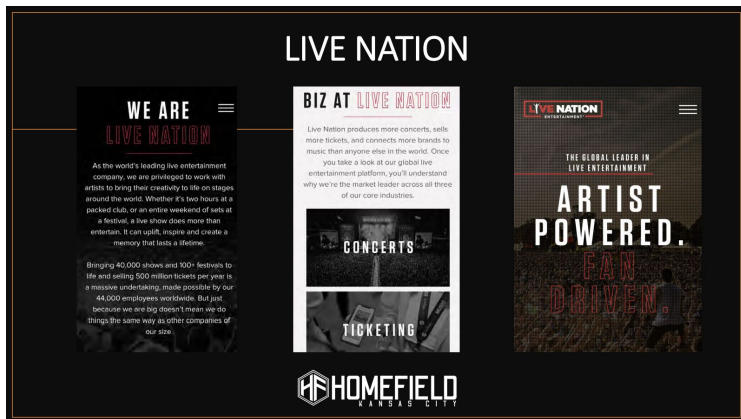 LIVE NATION
WE ARE
LIVE NATION
As the world's leading live entertainment
company, we are privileged to work with
artists to bring their creativity to life on stages
around the world. Whether it's two hours at a
packed club, or an entire weekend of sets at
a festival, a live show does more than
entertain. It can uplift, inspire and create a
memory that lasts a lifetime.
Bringing 40,000 shows and 100+ festivals to
life and selling 500 million tickets per year is
a massive undertaking, made possible by our
44,000 employees worldwide. But just
because we are big doesn't mean we do
things the same way as other companies of
our size
BIZ AT LIVE NATION
Live Nation produces more concerts, sells
more tickets, and connects more brands to
music than anyone else in the world. Once
you take a look at our global live
entertainment platform, you'll understand
why we're the market leader across all three
of our core industries.
CONCERTS
TICKETING
LIVE NATION
ENTERTAINMENT
THE GLOBAL LEADER IN
LIVE ENTERTAINMENT
ARTIST
POWERED.
FAN
DRIVEN.
HF HOMEFIELD
KANSAS CITY